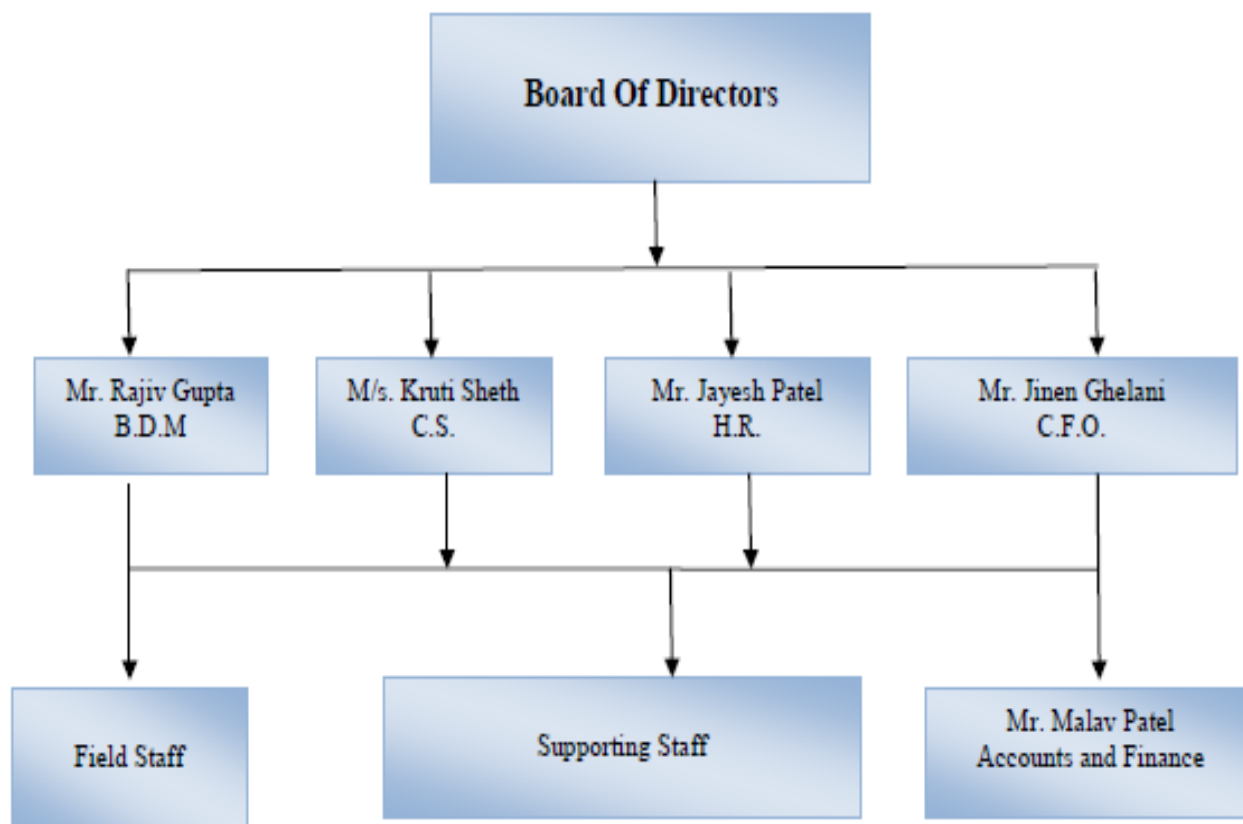 Board Of Directors
Mr. Rajiv Gupta
B.D.M
M/s. Kruti Sheth
C.S.
Mr. Jayesh Patel
H.R.
Mr. Jinen Ghelani
C.F.O.
Field Staff
Supporting Staff
Mr. Malav Patel
Accounts and Finance